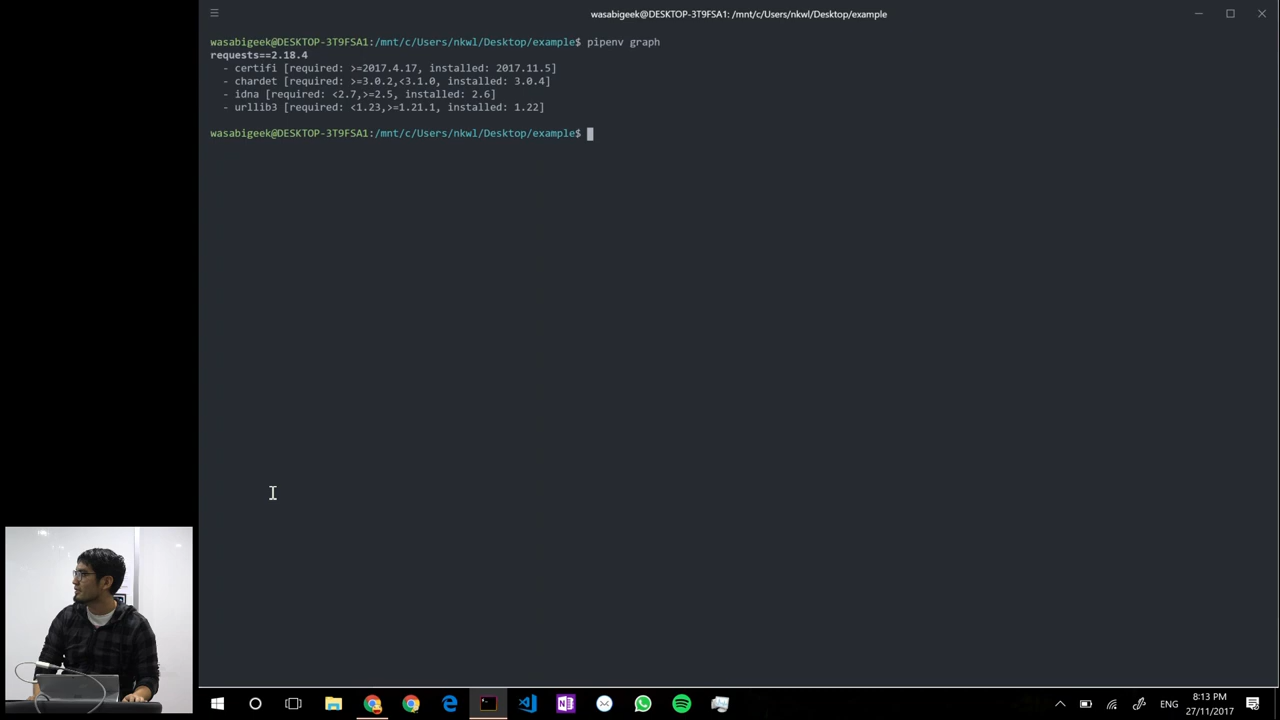 wasabigeek@DESKTOP-3T9FSA1: /mnt/c/Users/nkwl/Desktop/example
wasabigeek@DESKTOP-3T9FSA1:/mnt/c/Users/nkwl/Desktop/example$ pipenv graph
requests==2.18.4
- certifi [required: >=2017.4.17, installed: 2017.11.5]
- chardet [required: >=3.0.2,<3.1.0, installed: 3.0.4]
- idna [required: <2.7,>=2.5, installed: 2.6]
- urllib3 [required: <1.23,>=1.21.1, installed: 1.22]
wasabigeek@DESKTOP-3T9FSA1:/mnt/c/Users/nkwl/Desktop/example$
ENG
8:13 PM
27/11/2017